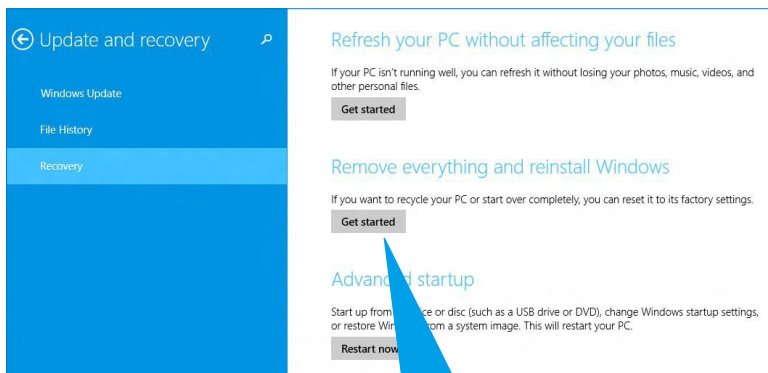 Update and recovery
Windows Update
File History
Recovery
Refresh your PC without affecting your files
If your PC isn't running well, you can refresh it without losing your photos, music, videos, and
other personal files.
Get started
Remove everything and reinstall Windows
If you want to recycle your PC or start over completely, you can reset it to its factory settings.
Get started
Advanced startup
Start up from ice or disc (such as a USB drive or DVD), change Windows startup settings,
or restore Win om a system image. This will restart your PC.
Restart now